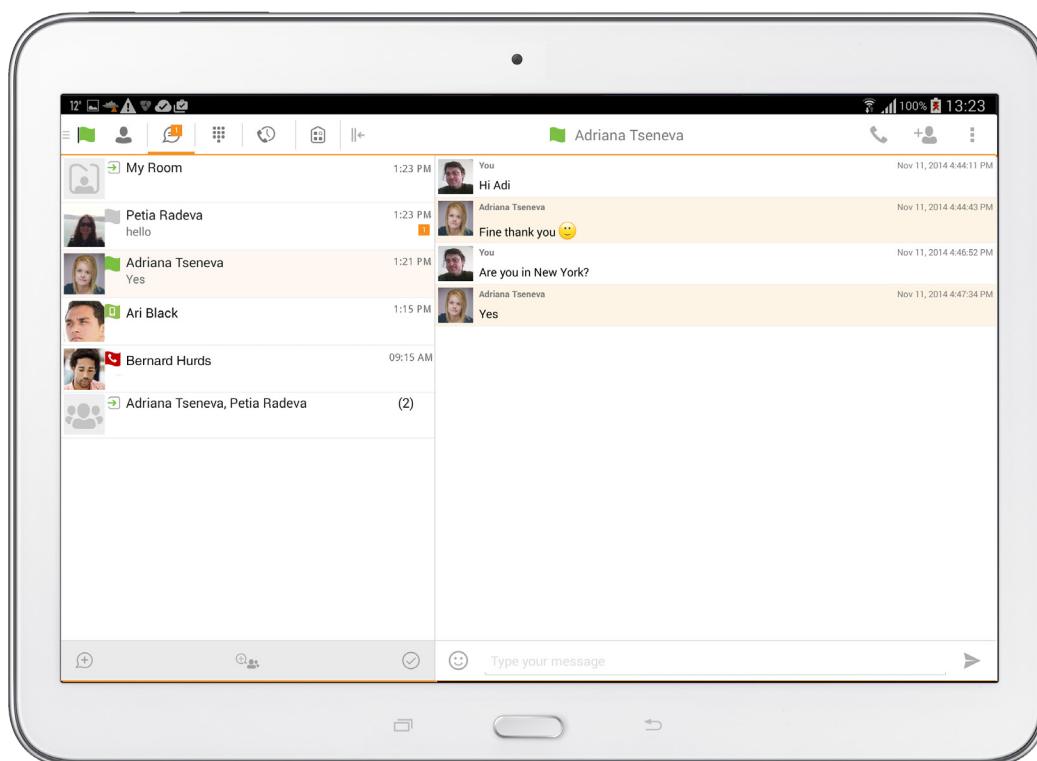 12°
100%
13:23
1
Adriana Tseneva
My Room
1:23 PM
Petia Radeva
1:23 PM
hello
1
Adriana Tseneva
1:21 PM
Yes
Ari Black
1:15 PM
Bernard Hurds
09:15 AM
Adriana Tseneva, Petia Radeva
(2)
You
Nov 11, 2014 4:44:11 PM
Hi Adi
Adriana Tseneva
Nov 11, 2014 4:44:43 PM
Fine thank you
You
Nov 11, 2014 4:46:52 PM
Are you in New York?
Adriana Tseneva
Nov 11, 2014 4:47:34 PM
Yes
Type your message